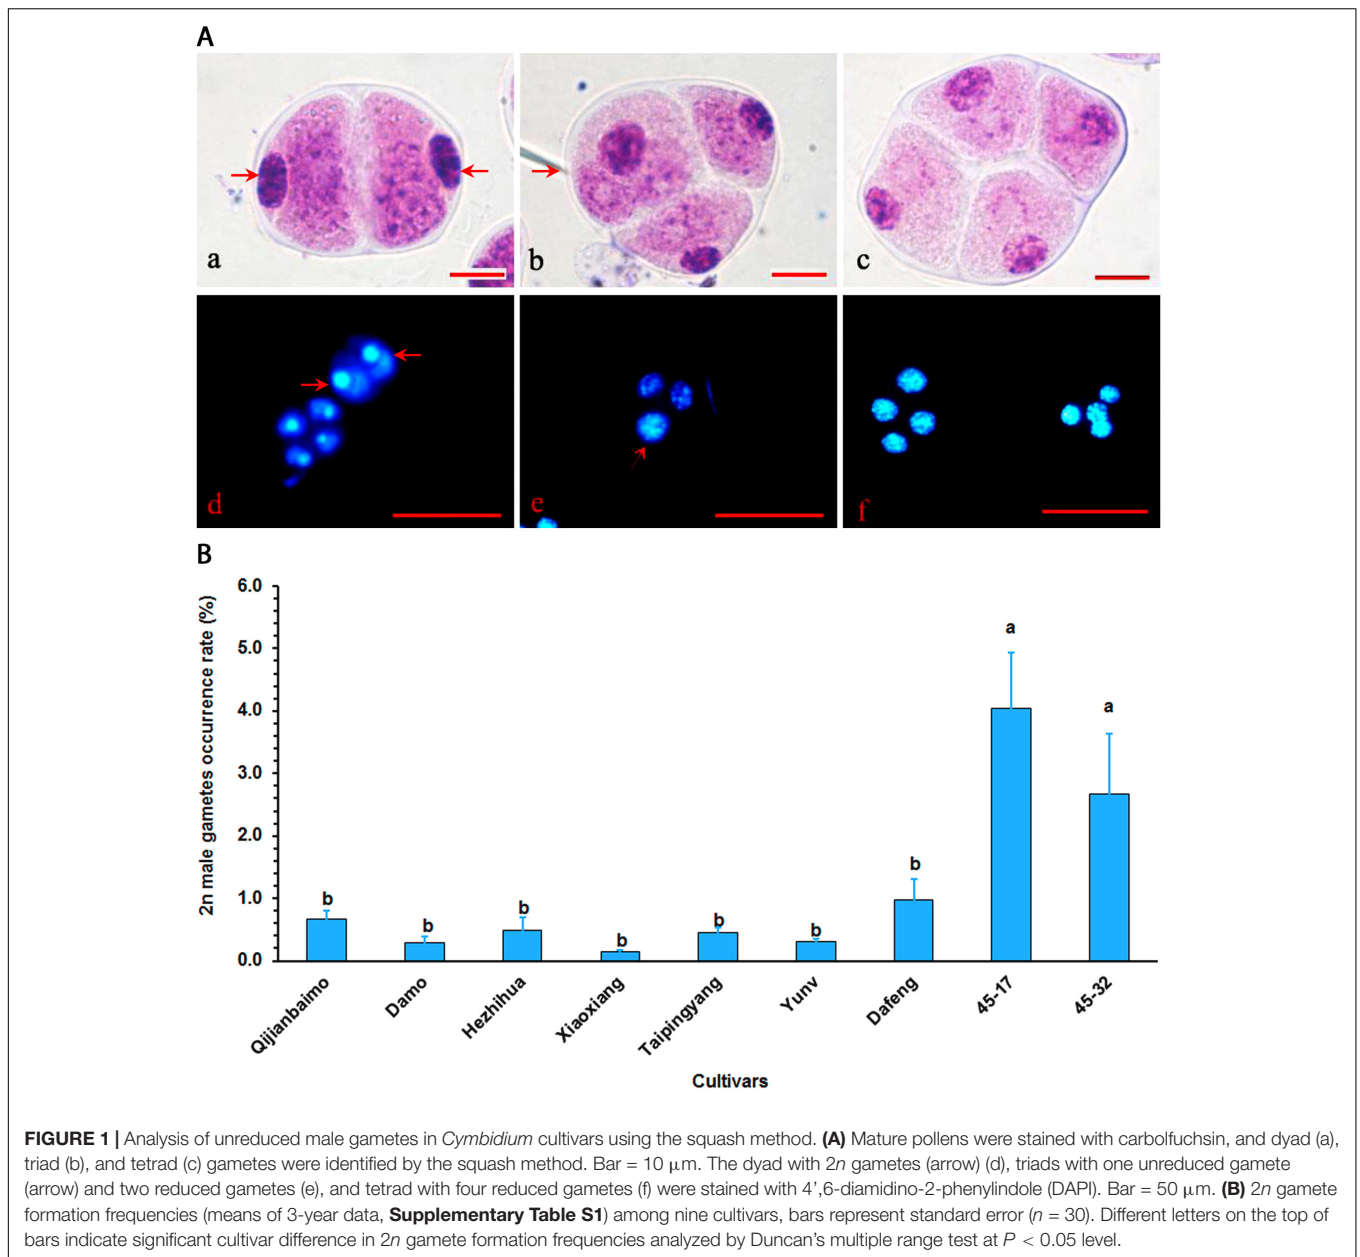 A
a
b
c
d
e
f
B
6.0
5.0
4.0
3.0
2.0
1.0
0.0
2n male gametes occurrence rate (%)
b
b
b
b
b
b
b
a
a
Qijianbaimo
Damo
Hezhihua
Xiaoxiang
Taipingyang
Yunv
Dafeng
45-17
45-32
Cultivars
FIGURE 1 | Analysis of unreduced male gametes in Cymbidium cultivars using the squash method. (A) Mature pollens were stained with carbolfuchsin, and dyad (a),
triad (b), and tetrad (c) gametes were identified by the squash method. Bar = 10 μm. The dyad with 2n gametes (arrow) (d), triads with one unreduced gamete
(arrow) and two reduced gametes (e), and tetrad with four reduced gametes (f) were stained with 4',6-diamidino-2-phenylindole (DAPI). Bar = 50 μm. (B) 2n gamete
formation frequencies (means of 3-year data, Supplementary Table S1) among nine cultivars, bars represent standard error (n = 30). Different letters on the top of
bars indicate significant cultivar difference in 2n gamete formation frequencies analyzed by Duncan's multiple range test at P < 0.05 level.